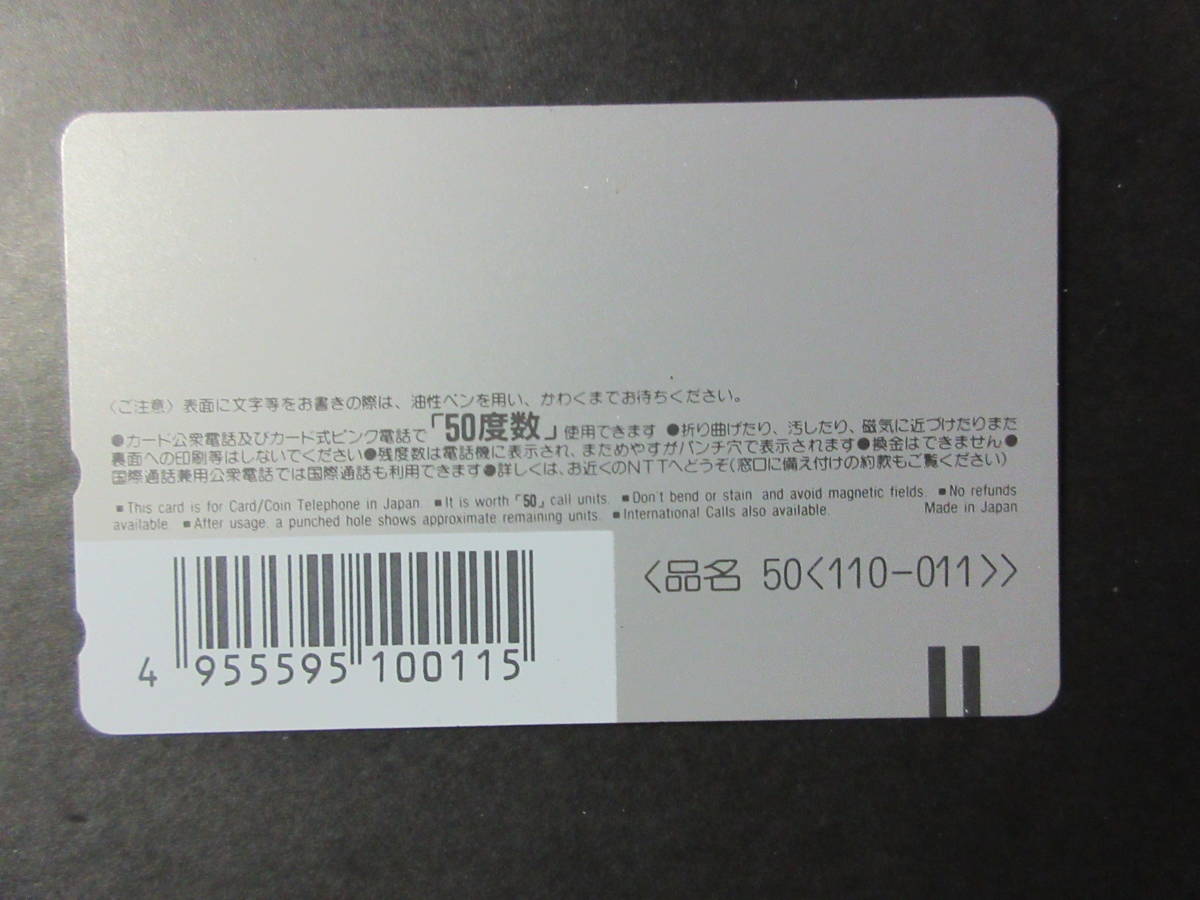 〈ご注意〉表面に文字等をお書きの際は、油性ペンを用い、かわくまでお待ちください。
●カード公衆電話及びカード式ピンク電話で「50度数」使用できます ●折り曲げたり、汚したり、磁気に近づけたりまた
裏面への印刷等はしないでください●残度数は電話機に表示され、まためやすがパンチ穴で表示されます●換金はできません●
国際通話兼用公衆電話では国際通話も利用できます●詳しくは、お近くのNTTへどうぞ(窓口に備え付けの約款もご覧ください)
■This card is for Card/Coin Telephone in Japan. ■It is worth「50」call units. ■Don't bend or stain and avoid magnetic fields. ■No refunds
available. ■After usage, a punched hole shows approximate remaining units. ■International Calls also available. Made in Japan
〈品名 50〈110-011〉〉
4 955595 100115